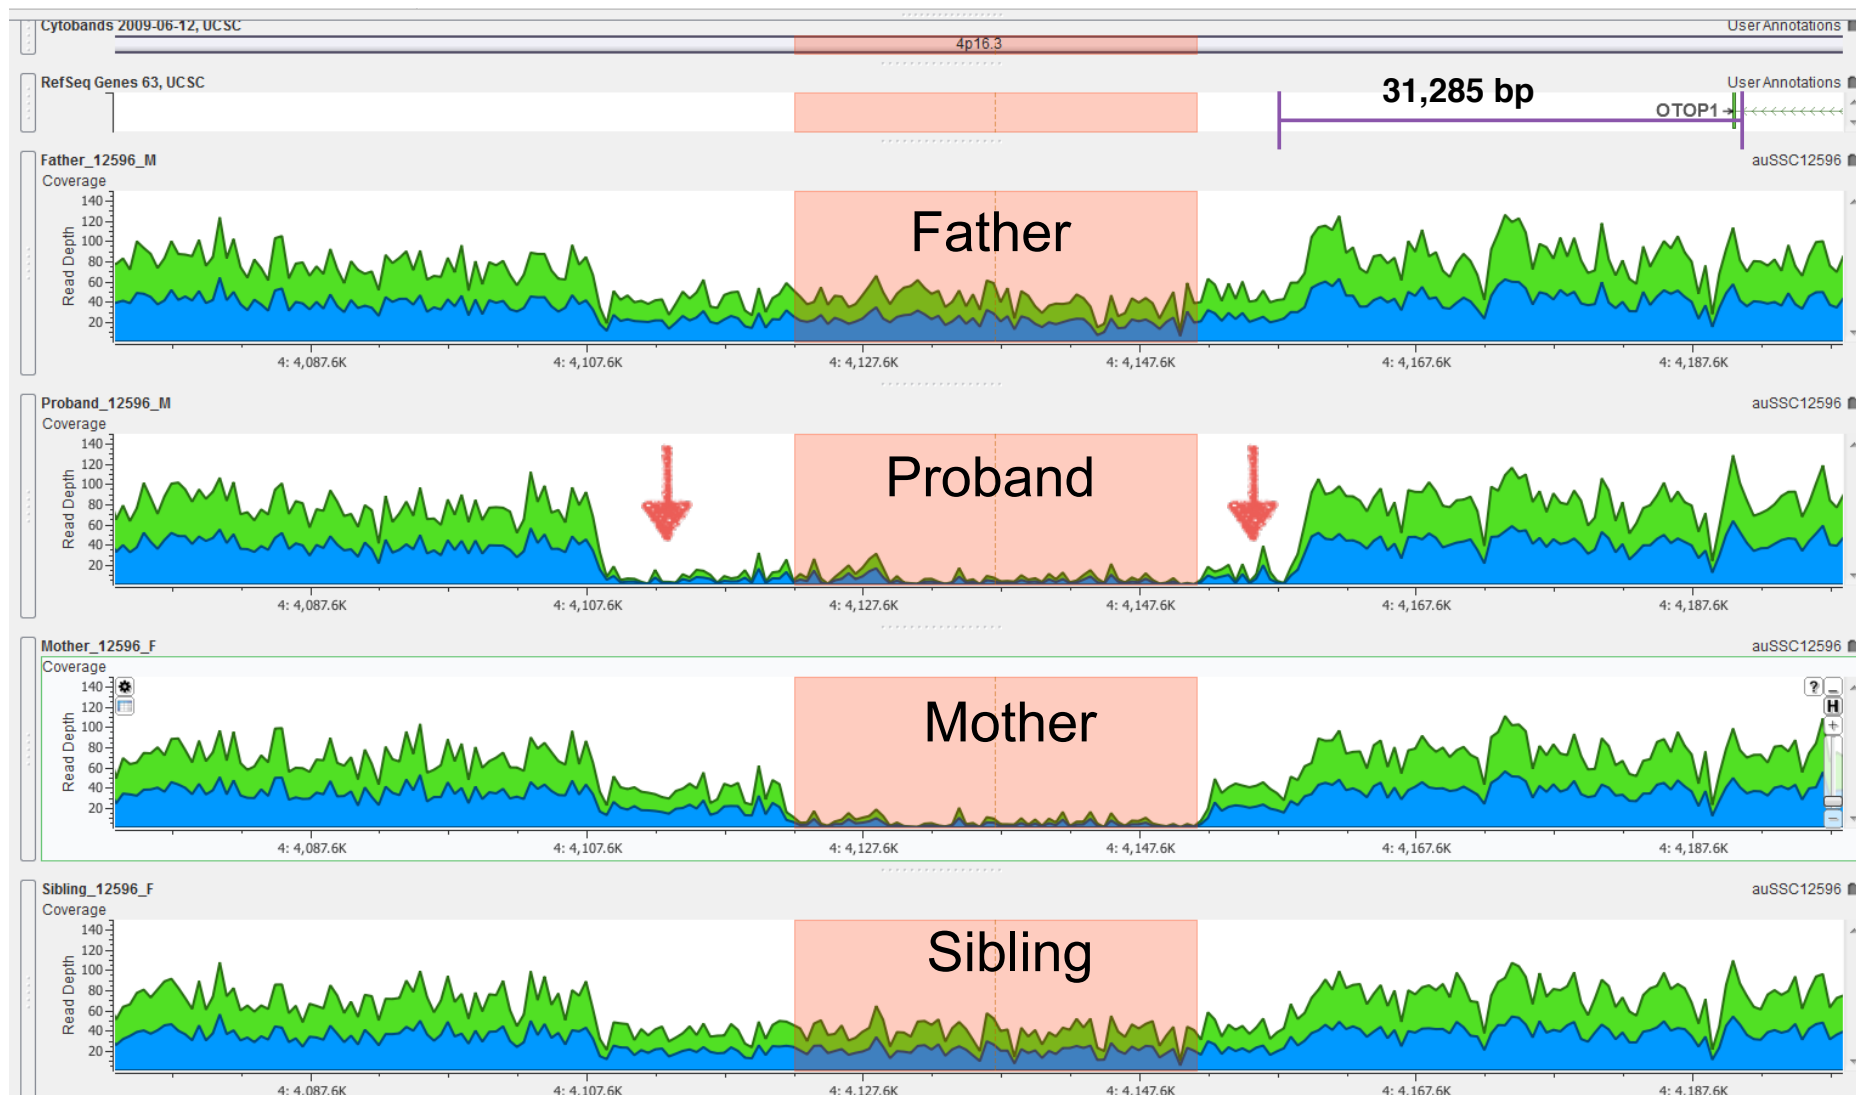 Cytobands 2009-06-12, UCSC
User Annotations
4p16.3
RefSeq Genes 63, UCSC
User Annotations
31,285 bp
OTOP1
Father_12596_M
auSSC12596
Coverage
Read Depth
140
120
100
80
60
40
20
Father
4: 4,087.6K 4: 4,107.6K 4: 4,127.6K 4: 4,147.6K 4: 4,167.6K 4: 4,187.6K
Proband_12596_M
auSSC12596
Coverage
Read Depth
140
120
100
80
60
40
20
Proband
4: 4,087.6K 4: 4,107.6K 4: 4,127.6K 4: 4,147.6K 4: 4,167.6K 4: 4,187.6K
Mother_12596_F
auSSC12596
Coverage
Read Depth
140
120
100
80
60
40
20
Mother
? _
H
+
−
4: 4,087.6K 4: 4,107.6K 4: 4,127.6K 4: 4,147.6K 4: 4,167.6K 4: 4,187.6K
Sibling_12596_F
auSSC12596
Coverage
Read Depth
140
120
100
80
60
40
20
Sibling
4: 4,087.6K 4: 4,107.6K 4: 4,127.6K 4: 4,147.6K 4: 4,167.6K 4: 4,187.6K